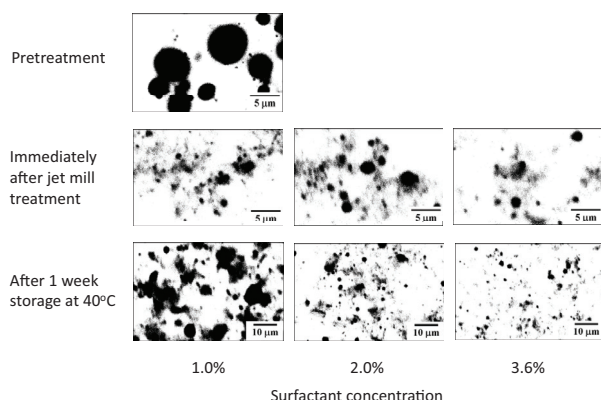 Pretreatment
5 μm
Immediately
after jet mill
treatment
5 μm
5 μm
5 μm
After 1 week
storage at 40°C
10 μm
10 μm
10 μm
1.0%
2.0%
3.6%
Surfactant concentration